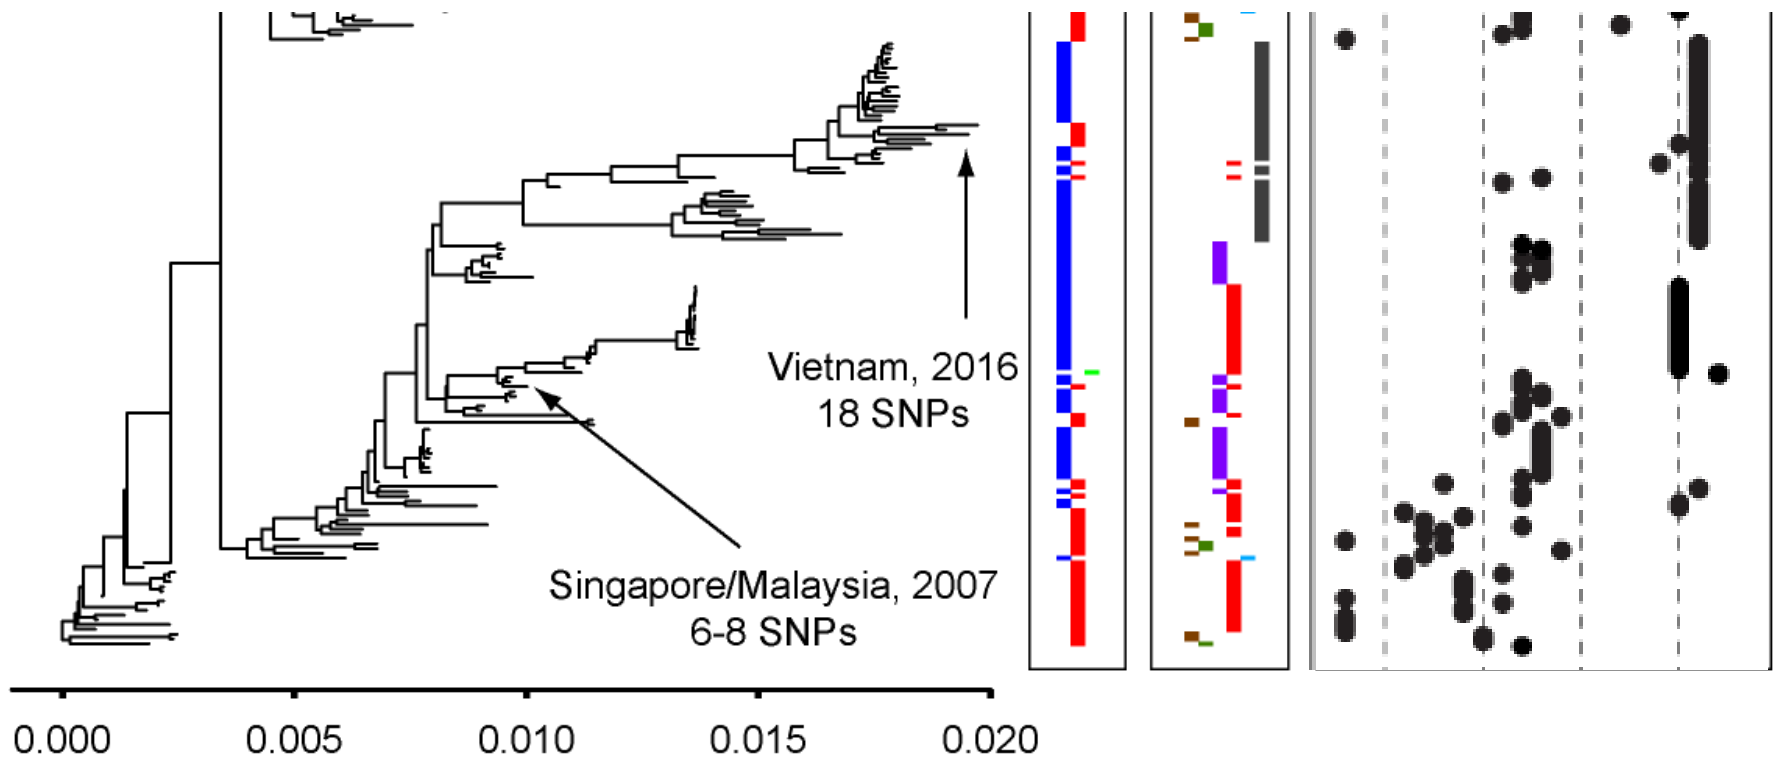 Vietnam, 2016
18 SNPs
Singapore/Malaysia, 2007
6-8 SNPs
0.000 0.005 0.010 0.015 0.020